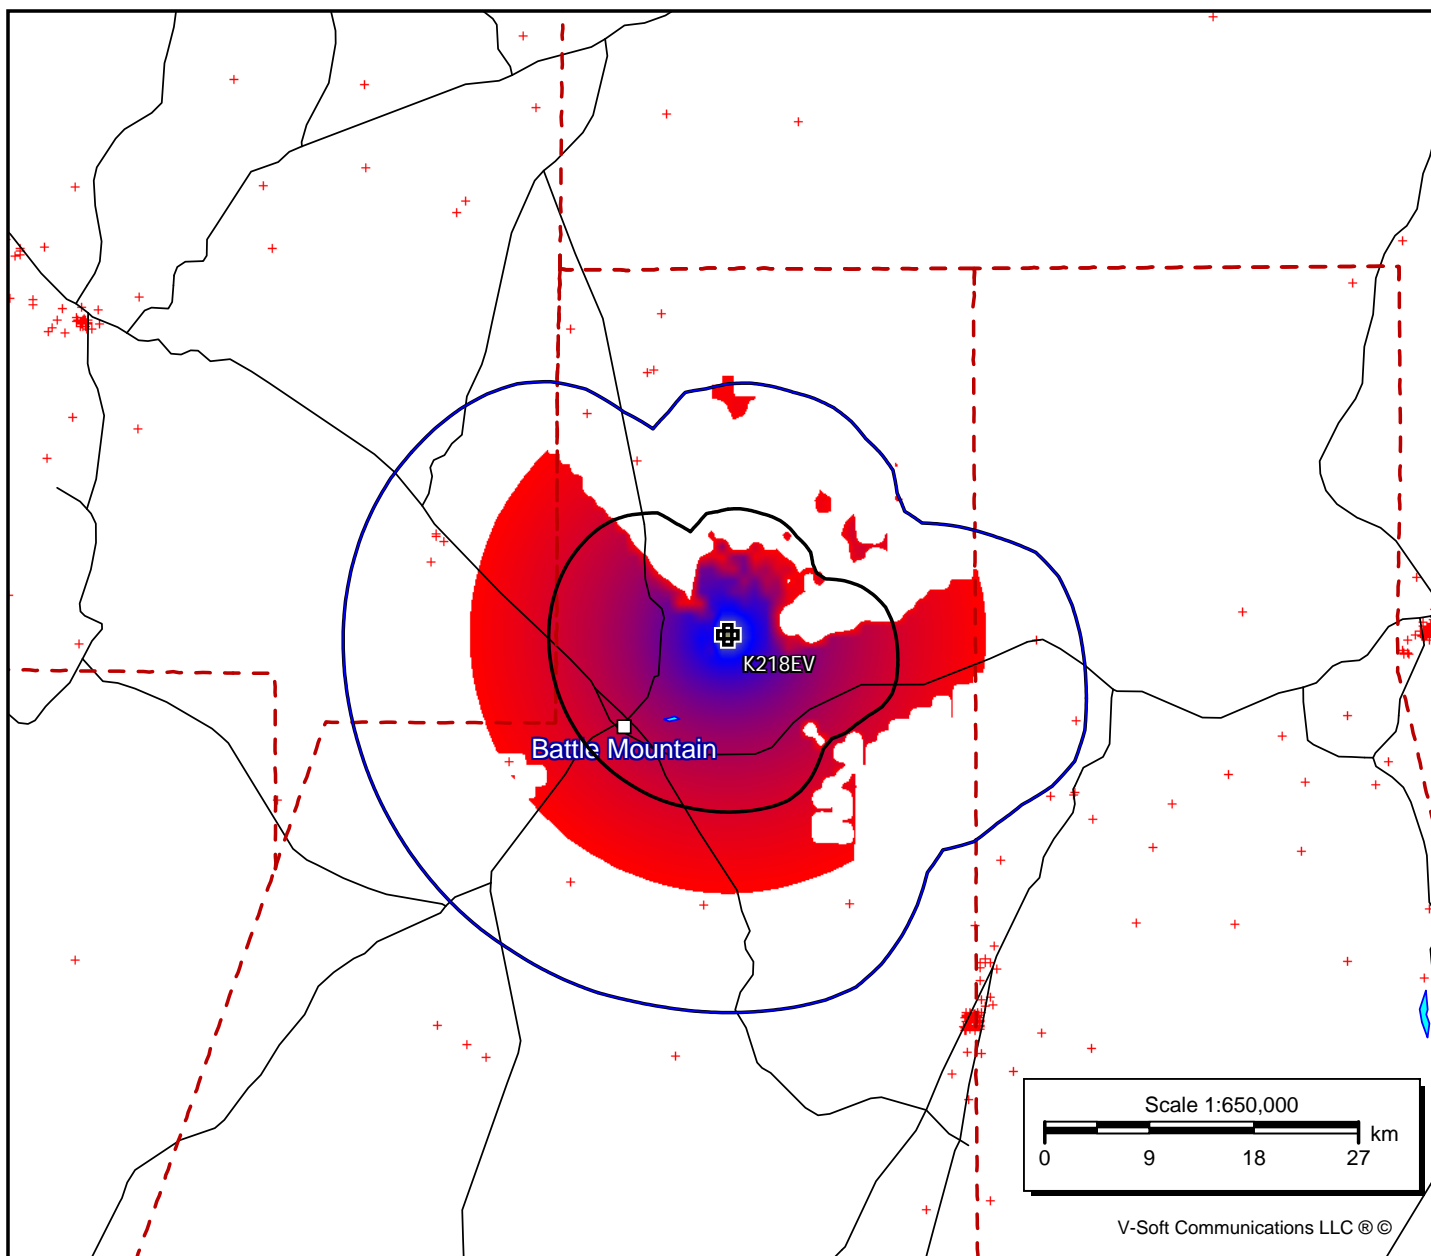 K218EV
Battle Mountain
Scale 1:650,000
km
0 9 18 27
V-Soft Communications LLC ® ©